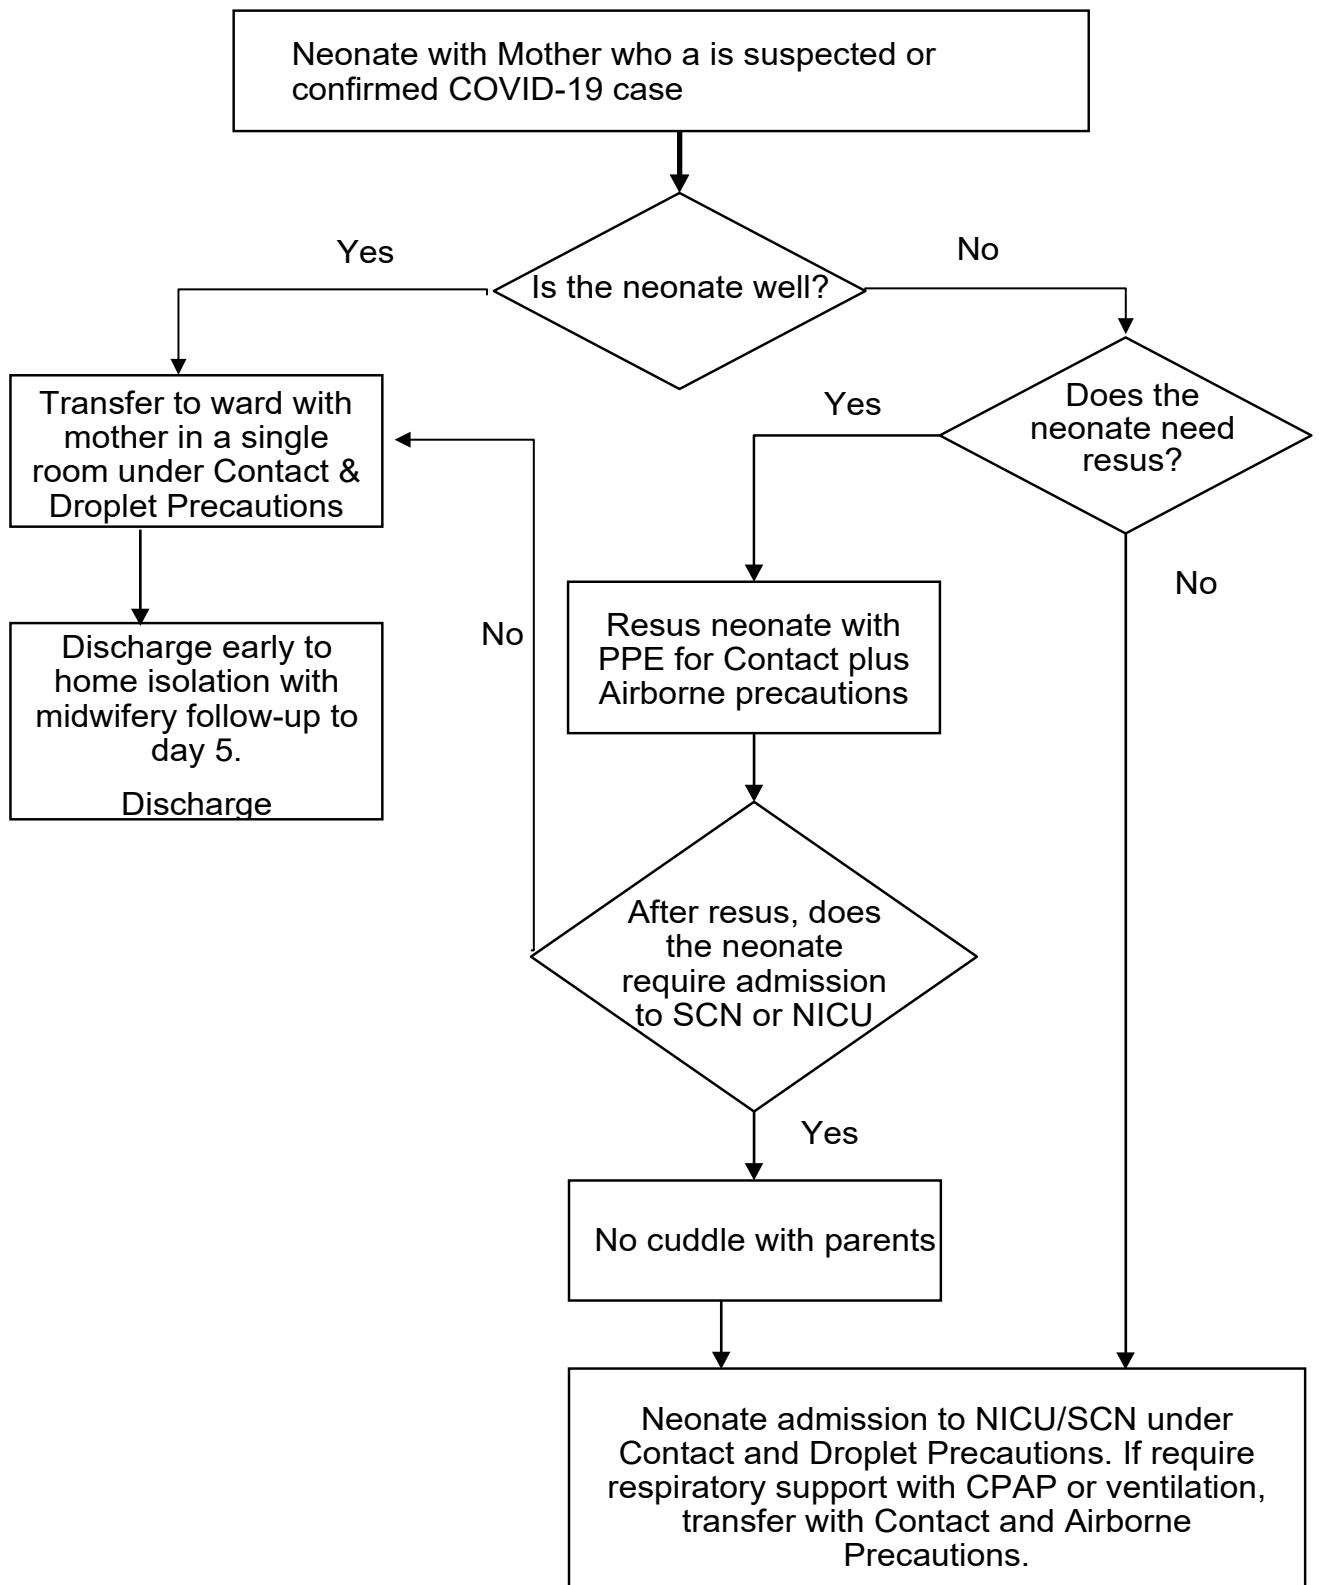 Neonate with Mother who a is suspected or
confirmed COVID-19 case
Yes
No
Is the neonate well?
Transfer to ward with
mother in a single
room under Contact &
Droplet Precautions
Yes
Does the
neonate need
resus?
No
Discharge early to
home isolation with
midwifery follow-up to
day 5.
Discharge
No
Resus neonate with
PPE for Contact plus
Airborne precautions
After resus, does
the neonate
require admission
to SCN or NICU
Yes
No cuddle with parents
Neonate admission to NICU/SCN under
Contact and Droplet Precautions. If require
respiratory support with CPAP or ventilation,
transfer with Contact and Airborne
Precautions.